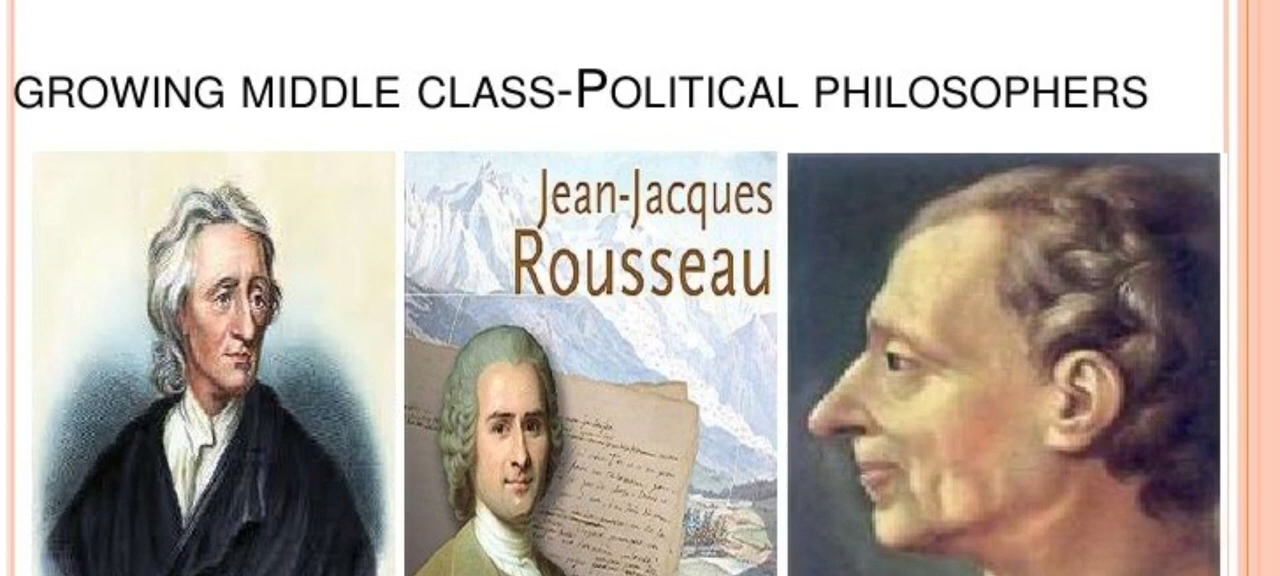 GROWING MIDDLE CLASS-POLITICAL PHILOSOPHERS
Jean-Jacques
Rousseau